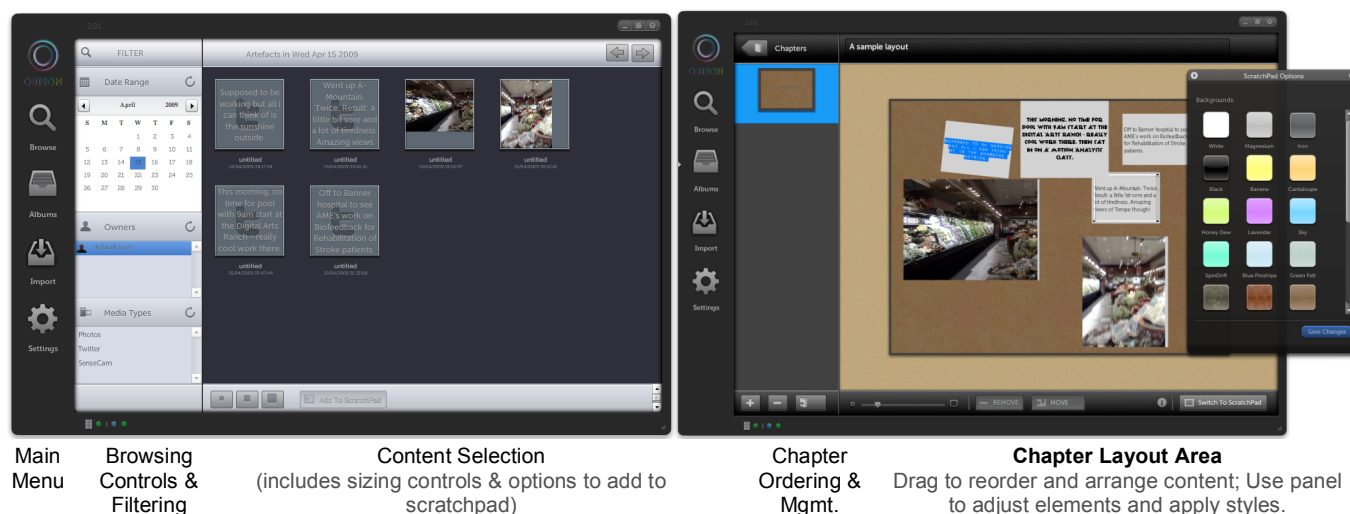 2.01
ORISON
Browse
Albums
Import
Settings
FILTER
Date Range
April 2009
S M T W T F S
1 2 3 4
5 6 7 8 9 10 11
12 13 14 15 16 17 18
19 20 21 22 23 24 25
26 27 28 29 30
Owners
default user
Media Types
Photos
Twitter
SenseCam
Artefacts in Wed Apr 15 2009
Supposed to be
working but all i
can think of is
the sunshine
outside
untitled
Went up A-
Mountain
Twice. Result: a
little bit sore and
a lot of tiredness
Amazing views
untitled
untitled
untitled
This morning, no
time for pool
with 9am start at
the Digital Arts
Ranch - really
cool work there
untitled
Off to Banner
hospital to see
AME's work on
Biofeedback for
Rehabilitation of
Stroke patients.
untitled
Add To ScratchPad
2.01
ORISON
Browse
Albums
Import
Settings
Chapters
A sample layout
THIS MORNING, NO TIME FOR
POOL WITH 9AM START AT THE
DIGITAL ARTS RANCH - REALLY
COOL WORK THERE. THEN SAT
IN ON A MOTION ANALYSIS
CLASS.
Off to Banner hospital to see
AME's work on Biofeedback
for Rehabilitation of Stroke
patients.
Went up A-Mountain. Twice.
Result: a little bit sore and a
lot of tiredness. Amazing
views of Tempe though!
ScratchPad Options
Backgrounds:
White Magnesium Iron
Black Banana Cantaloupe
Honey Dew Lavendar Sky
SpinDrift Blue Pinstripe Green Felt
Save Changes
REMOVE
MOVE
Switch To ScratchPad
Main
Menu
Browsing
Controls &
Filtering
Content Selection
(includes sizing controls & options to add to
scratchpad)
Chapter
Ordering &
Mgmt.
Chapter Layout Area
Drag to reorder and arrange content; Use panel
to adjust elements and apply styles.